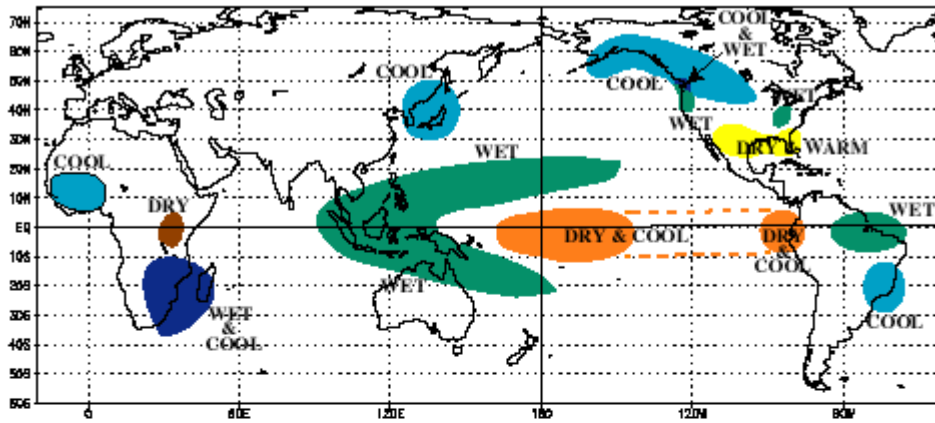 70N
60N
50N
40N
30N
20N
10N
EQ
10S
20S
30S
40S
50S
60S
0
60E
120E
180
120W
60W
COOL
&
WET
COOL
COOL
WET
WET
DRY & WARM
COOL
DRY
WET
WET
DRY & COOL
DRY
&
COOL
WET
COOL
WET
&
COOL